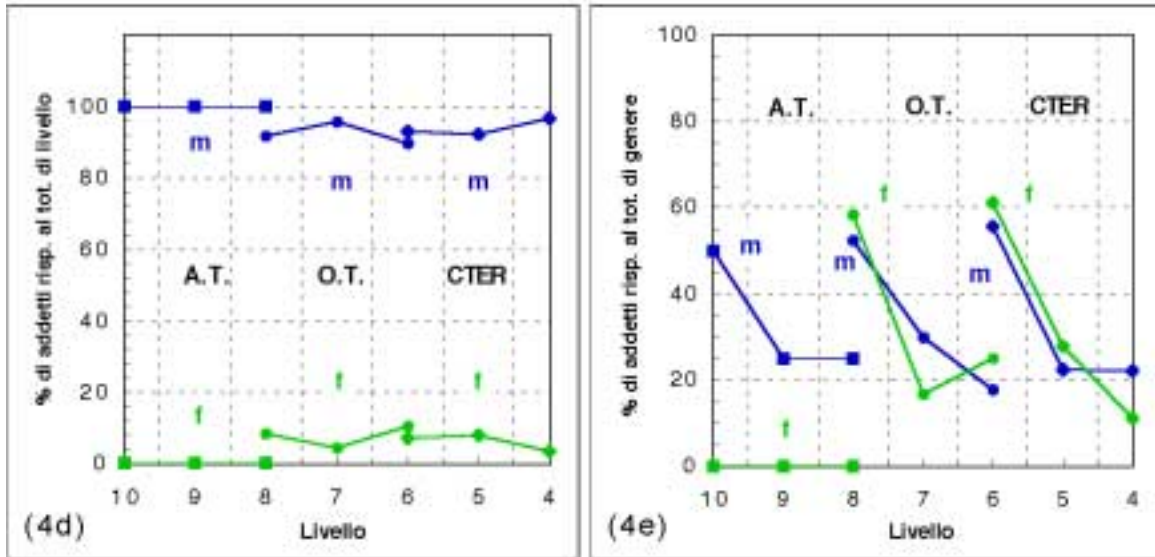 % di addetti risp. al tot. di livello
100
80
60
40
20
0
m
m
m
A.T.
O.T.
CTER
f
f
f
10 9 8 7 6 5 4
Livello
(4d)
% di addetti risp. al tot. di genere
100
80
60
40
20
0
A.T.
O.T.
CTER
m
f
m
f
m
f
10 9 8 7 6 5 4
Livello
(4e)